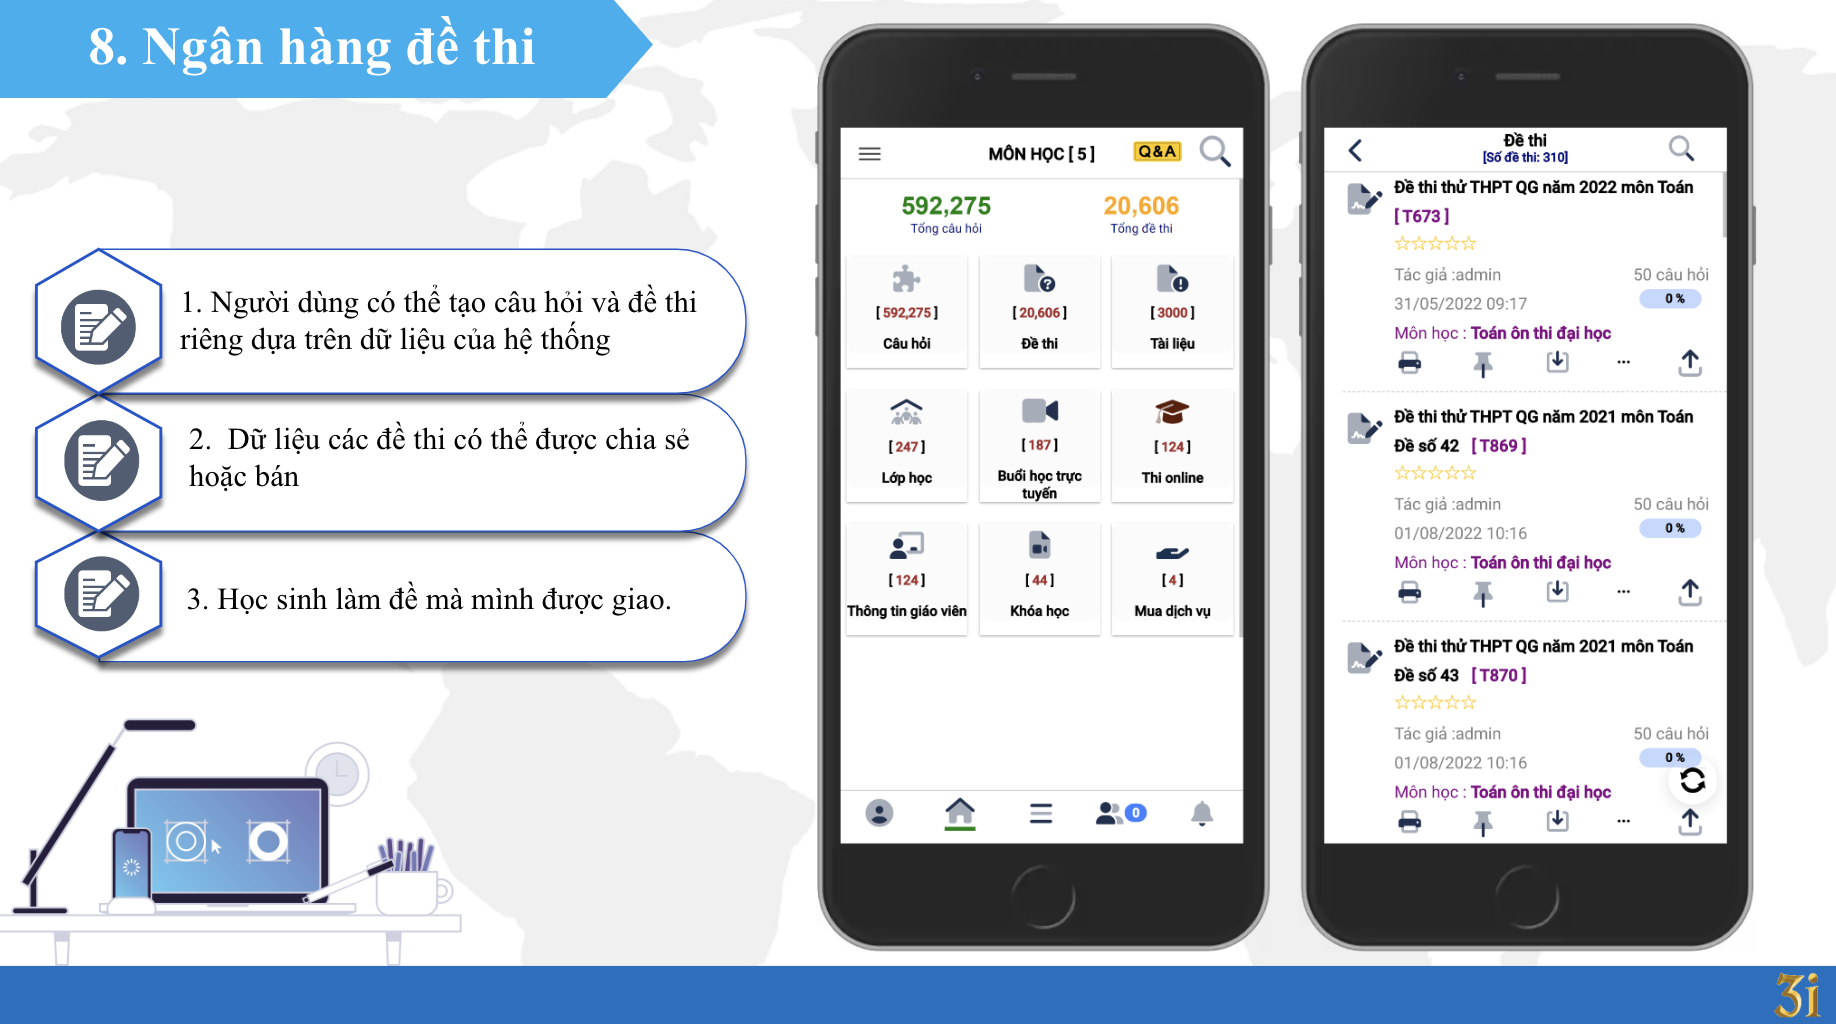 8. Ngân hàng đề thi
1. Người dùng có thể tạo câu hỏi và đề thi
riêng dựa trên dữ liệu của hệ thống
2. Dữ liệu các đề thi có thể được chia sẻ
hoặc bán
3. Học sinh làm đề mà mình được giao.
MÔN HỌC [ 5 ]
Q&A
592,275
Tổng câu hỏi
20,606
Tổng đề thi
[ 592,275 ]
Câu hỏi
[ 20,606 ]
Đề thi
[ 3000 ]
Tài liệu
[ 247 ]
Lớp học
[ 187 ]
Buổi học trực
tuyến
[ 124 ]
Thi online
[ 124 ]
Thông tin giáo viên
[ 44 ]
Khóa học
[ 4 ]
Mua dịch vụ
0
Đề thi
[Số đề thi: 310]
Đề thi thử THPT QG năm 2022 môn Toán
[ T673 ]
Tác giả :admin
50 câu hỏi
31/05/2022 09:17
0 %
Môn học : Toán ôn thi đại học
Đề thi thử THPT QG năm 2021 môn Toán
Đề số 42 [ T869 ]
Tác giả :admin
50 câu hỏi
01/08/2022 10:16
0 %
Môn học : Toán ôn thi đại học
Đề thi thử THPT QG năm 2021 môn Toán
Đề số 43 [ T870 ]
Tác giả :admin
50 câu hỏi
01/08/2022 10:16
0 %
Môn học : Toán ôn thi đại học
3i